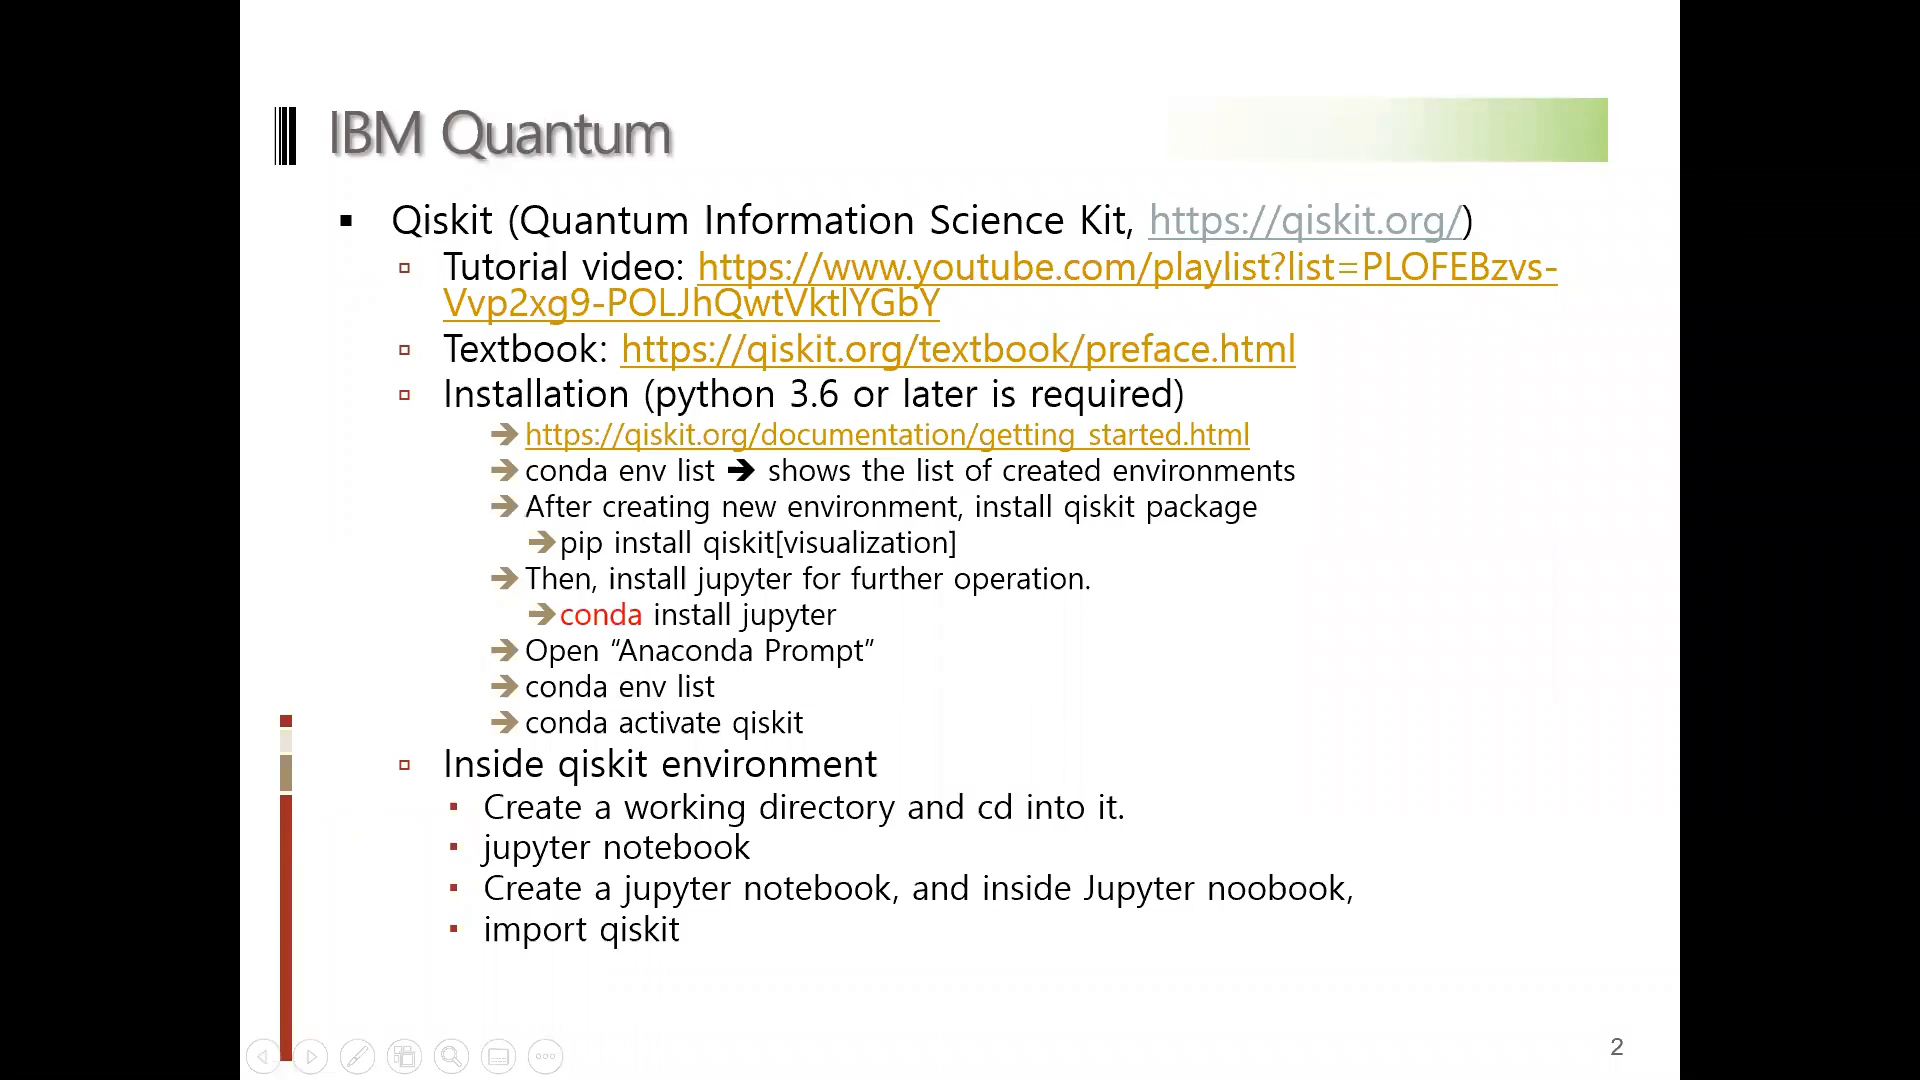 IBM Quantum
Qiskit (Quantum Information Science Kit, https://qiskit.org/)
Tutorial video: https://www.youtube.com/playlist?list=PLOFEBzvs-
Vvp2xg9-POLJhQwtVktlYGbY
Textbook: https://qiskit.org/textbook/preface.html
Installation (python 3.6 or later is required)
➔ https://qiskit.org/documentation/getting_started.html
➔ conda env list ➔ shows the list of created environments
➔ After creating new environment, install qiskit package
➔ pip install qiskit[visualization]
➔ Then, install jupyter for further operation.
➔ conda install jupyter
➔ Open “Anaconda Prompt”
➔ conda env list
➔ conda activate qiskit
Inside qiskit environment
Create a working directory and cd into it.
jupyter notebook
Create a jupyter notebook, and inside Jupyter noobook,
import qiskit
2